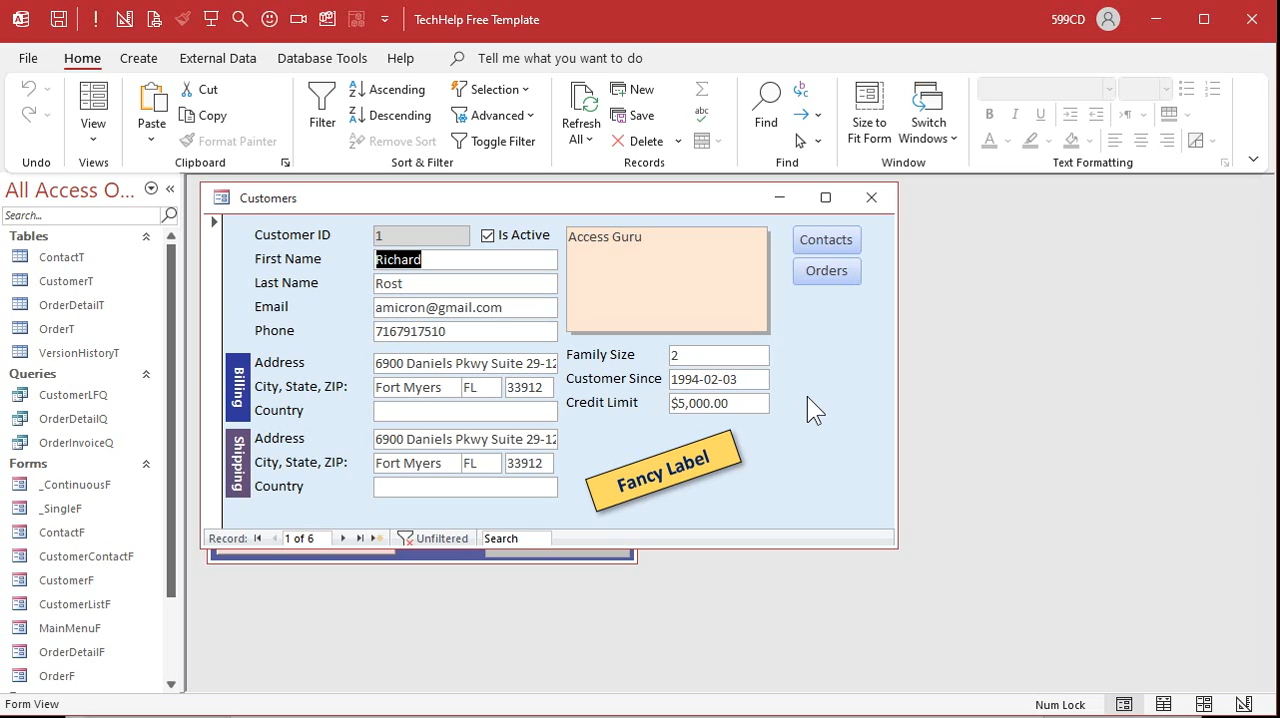 TechHelp Free Template
599CD
File Home Create External Data Database Tools Help Tell me what you want to do
Undo
View
Views
Paste
Cut
Copy
Format Painter
Clipboard
Filter
Ascending
Descending
Remove Sort
Selection
Advanced
Toggle Filter
Sort & Filter
Refresh
All
New
Save
Delete
Records
Find
Find
Size to
Fit Form
Switch
Windows
Window
B I U
A
Text Formatting
All Access O...
Search...
Tables
ContactT
CustomerT
OrderDetailT
OrderT
VersionHistoryT
Queries
CustomerLFQ
OrderDetailQ
OrderInvoiceQ
Forms
_ContinuousF
_SingleF
ContactF
CustomerContactF
CustomerF
CustomerListF
MainMenuF
OrderDetailF
OrderF
Customers
Customer ID 1 Is Active
First Name Richard
Last Name Rost
Email amicron@gmail.com
Phone 7167917510
Billing
Address 6900 Daniels Pkwy Suite 29-12
City, State, ZIP: Fort Myers FL 33912
Country
Shipping
Address 6900 Daniels Pkwy Suite 29-12
City, State, ZIP: Fort Myers FL 33912
Country
Access Guru
Family Size 2
Customer Since 1994-02-03
Credit Limit $5,000.00
Fancy Label
Contacts
Orders
Record: 1 of 6 Unfiltered Search
Form View
Num Lock